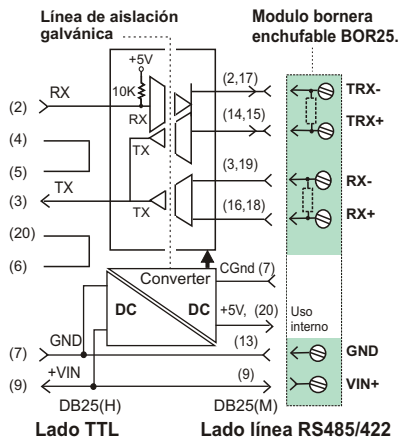 Línea de aislación
galvánica
Modulo bornera
enchufable BOR25.
+5V
10K
RX
(2)
RX
(2,17)
TRX-
(14,15)
TRX+
(4)
TX
(5)
(3,19)
RX-
TX
(3)
TX
(16,18)
RX+
(20)
(6)
Converter
CGnd (7)
DC
DC
+5V, (20)
Uso
interno
(13)
GND
(7)
GND
+VIN
(9)
(9)
VIN+
DB25(H)
DB25(M)
Lado TTL
Lado línea RS485/422